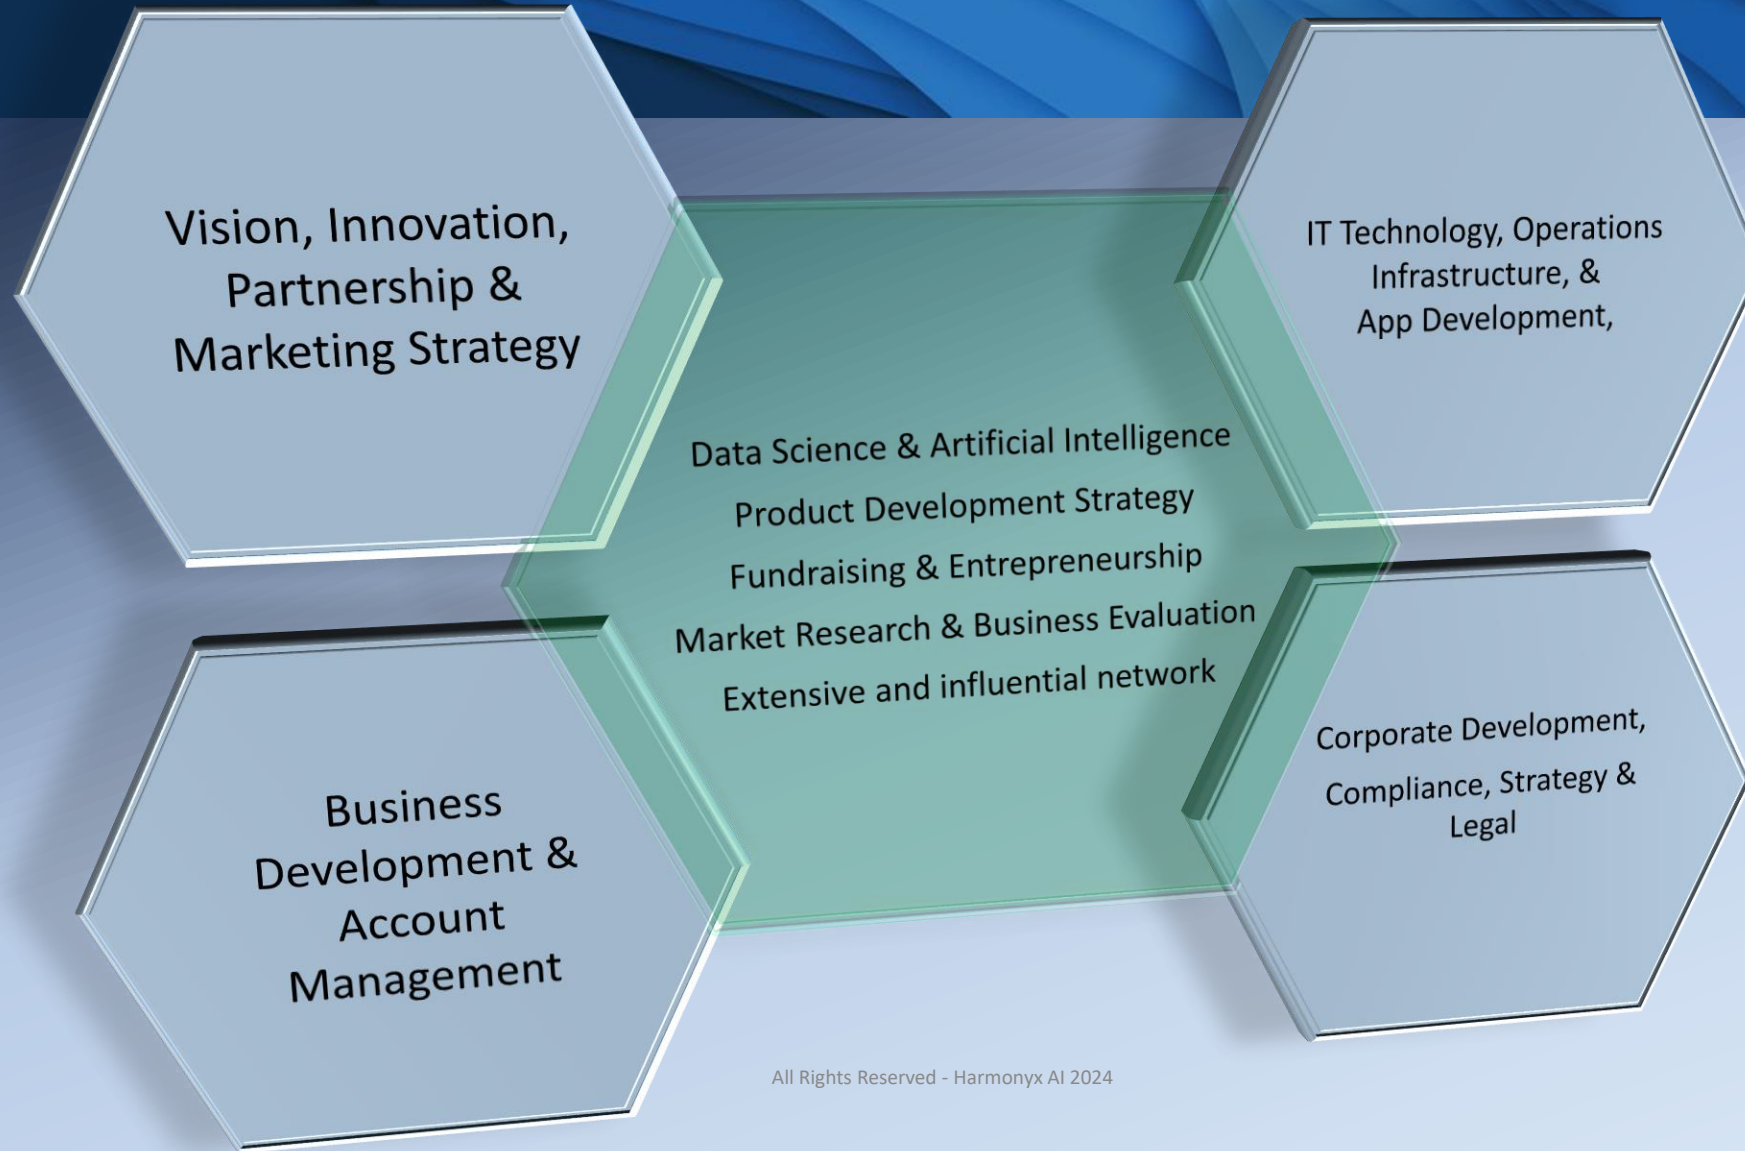 Vision, Innovation,
Partnership &
Marketing Strategy
IT Technology, Operations
Infrastructure, &
App Development,
Data Science & Artificial Intelligence
Product Development Strategy
Fundraising & Entrepreneurship
Market Research & Business Evaluation
Extensive and influential network
Business
Development &
Account
Management
Corporate Development,
Compliance, Strategy &
Legal
All Rights Reserved - Harmonyx AI 2024